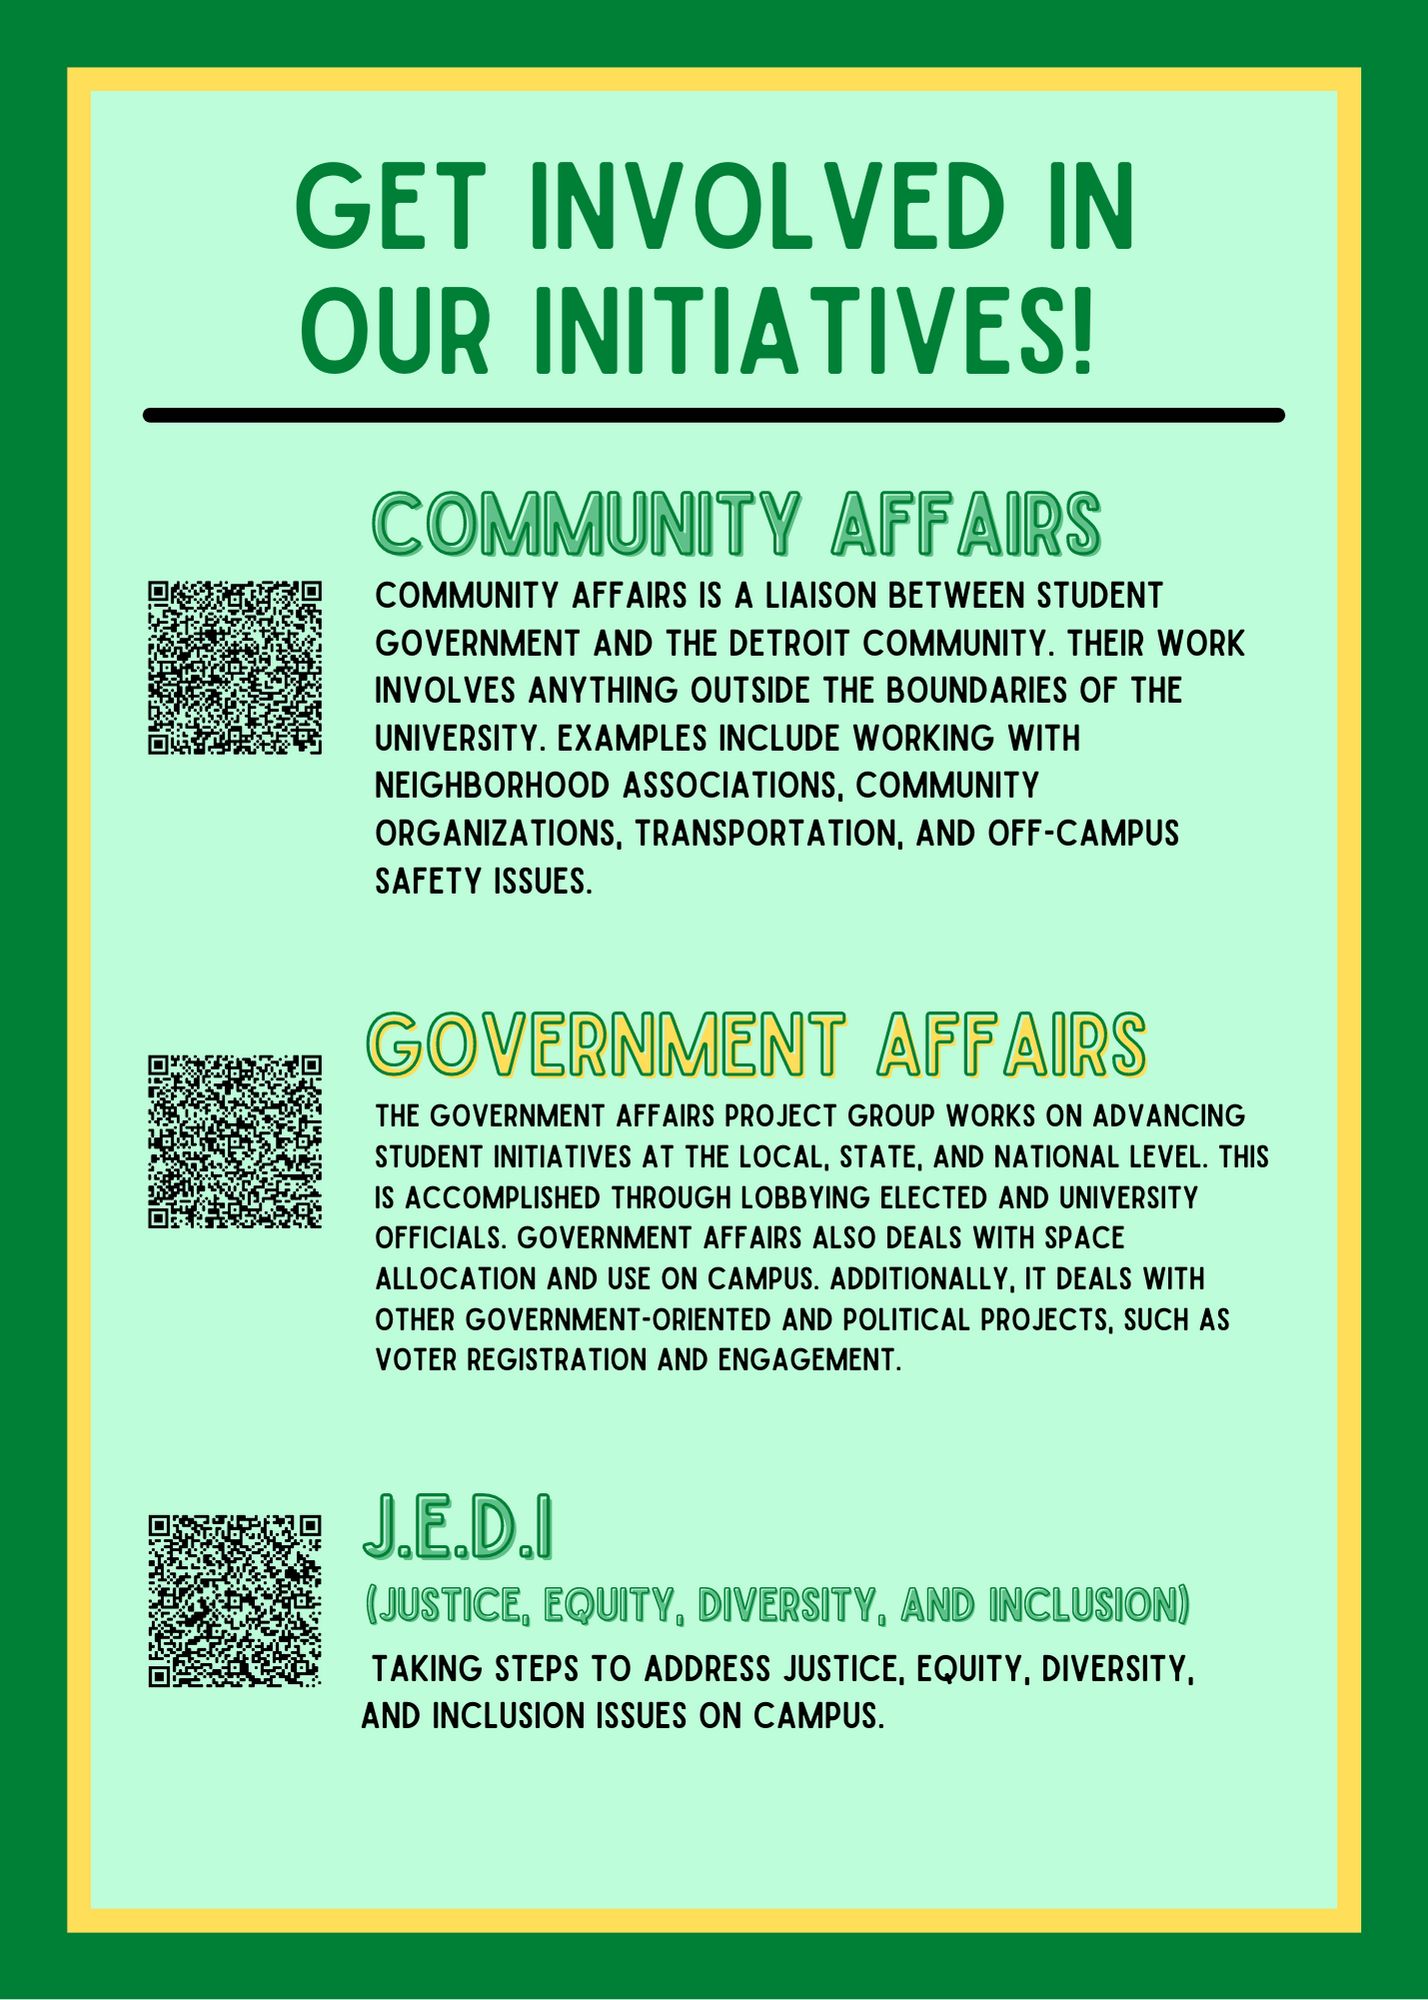 GET INVOLVED IN
OUR INITIATIVES!
COMMUNITY AFFAIRS
COMMUNITY AFFAIRS IS A LIAISON BETWEEN STUDENT
GOVERNMENT AND THE DETROIT COMMUNITY. THEIR WORK
INVOLVES ANYTHING OUTSIDE THE BOUNDARIES OF THE
UNIVERSITY. EXAMPLES INCLUDE WORKING WITH
NEIGHBORHOOD ASSOCIATIONS, COMMUNITY
ORGANIZATIONS, TRANSPORTATION, AND OFF-CAMPUS
SAFETY ISSUES.
GOVERNMENT AFFAIRS
THE GOVERNMENT AFFAIRS PROJECT GROUP WORKS ON ADVANCING
STUDENT INITIATIVES AT THE LOCAL, STATE, AND NATIONAL LEVEL. THIS
IS ACCOMPLISHED THROUGH LOBBYING ELECTED AND UNIVERSITY
OFFICIALS. GOVERNMENT AFFAIRS ALSO DEALS WITH SPACE
ALLOCATION AND USE ON CAMPUS. ADDITIONALLY, IT DEALS WITH
OTHER GOVERNMENT-ORIENTED AND POLITICAL PROJECTS, SUCH AS
VOTER REGISTRATION AND ENGAGEMENT.
J.E.D.I
(JUSTICE, EQUITY, DIVERSITY, AND INCLUSION)
TAKING STEPS TO ADDRESS JUSTICE, EQUITY, DIVERSITY,
AND INCLUSION ISSUES ON CAMPUS.